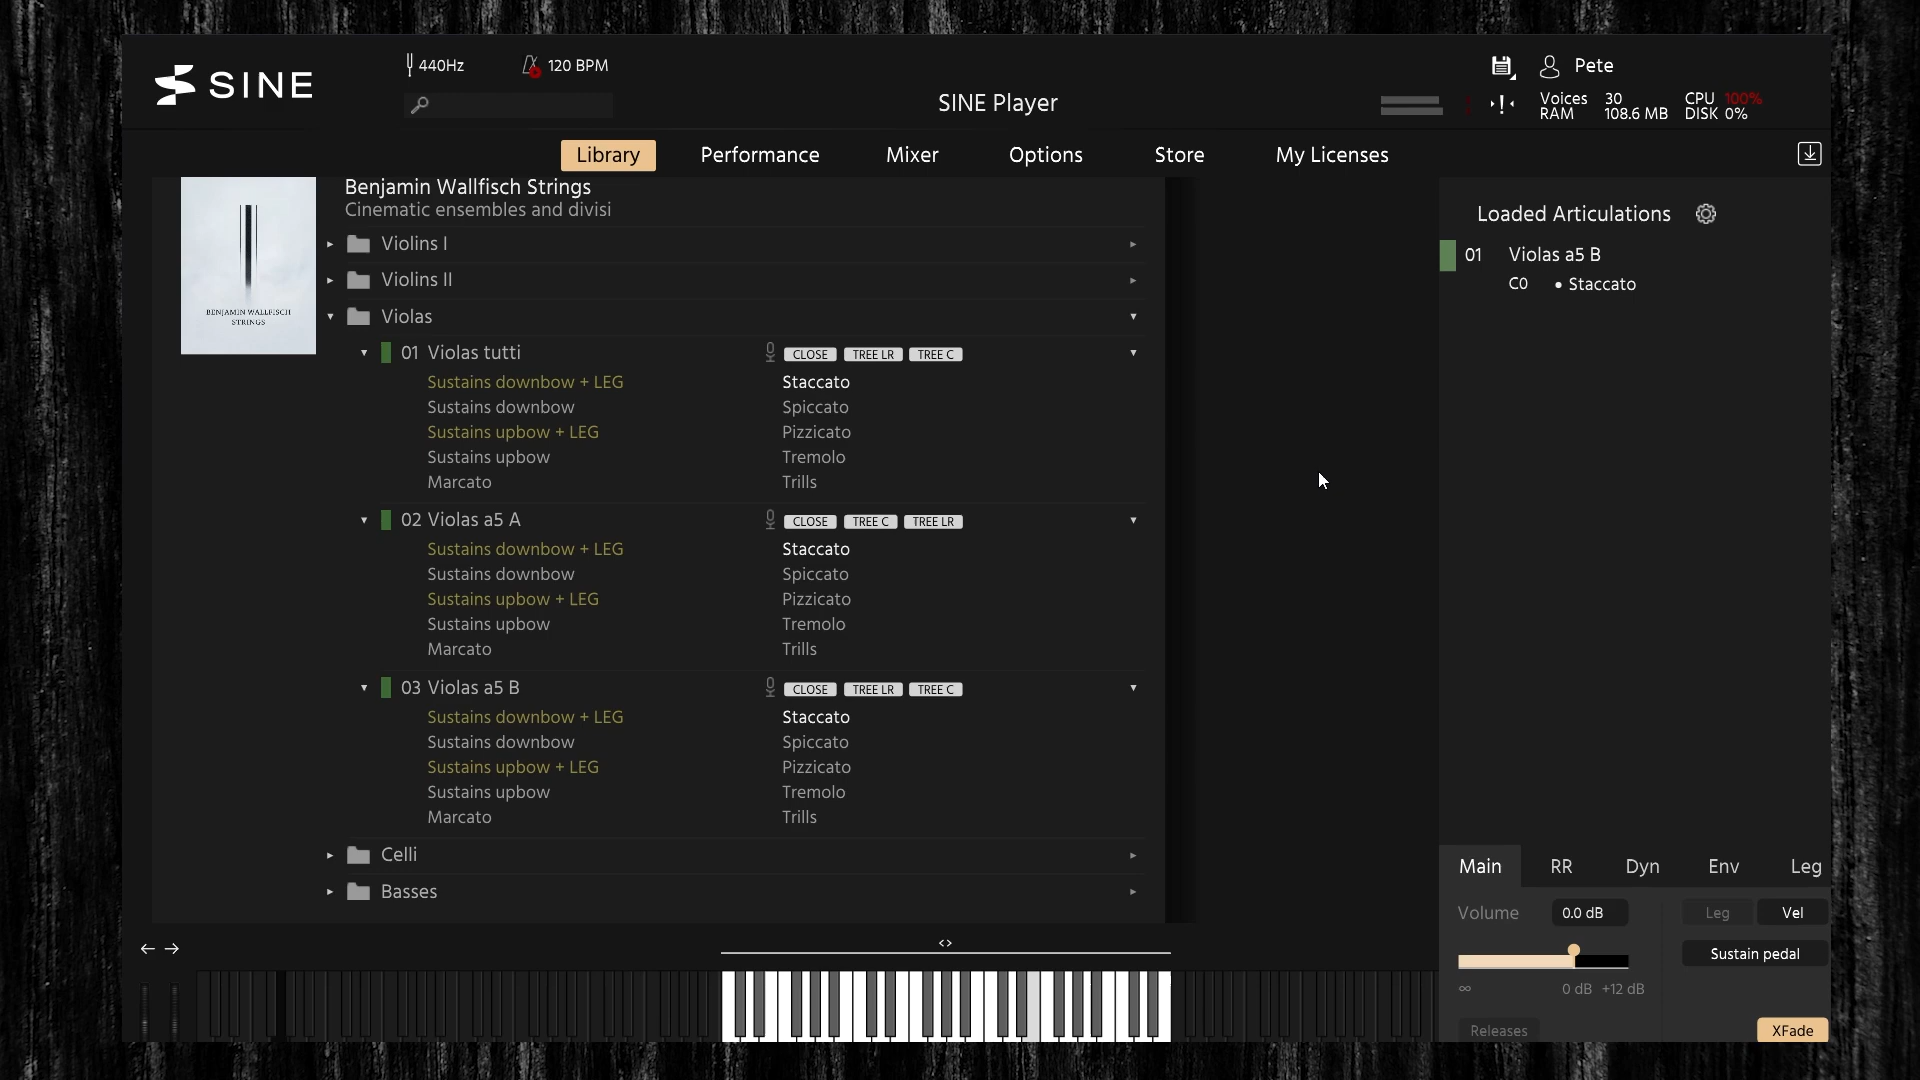 SINE
440Hz
120 BPM
SINE Player
Pete
Voices 30
RAM 108.6 MB
CPU 100%
DISK 0%
Library
Performance
Mixer
Options
Store
My Licenses
BENJAMIN WALLFISCH
STRINGS
Benjamin Wallfisch Strings
Cinematic ensembles and divisi
Violins I
Violins II
Violas
01 Violas tutti
CLOSE TREE LR TREE C
Sustains downbow + LEG Staccato
Sustains downbow Spiccato
Sustains upbow + LEG Pizzicato
Sustains upbow Tremolo
Marcato Trills
02 Violas a5 A
CLOSE TREE C TREE LR
Sustains downbow + LEG Staccato
Sustains downbow Spiccato
Sustains upbow + LEG Pizzicato
Sustains upbow Tremolo
Marcato Trills
03 Violas a5 B
CLOSE TREE LR TREE C
Sustains downbow + LEG Staccato
Sustains downbow Spiccato
Sustains upbow + LEG Pizzicato
Sustains upbow Tremolo
Marcato Trills
Celli
Basses
Loaded Articulations
01 Violas a5 B
C0 • Staccato
Main RR Dyn Env Leg
Volume 0.0 dB
Leg Vel
Sustain pedal
∞ 0 dB +12 dB
Releases
XFade